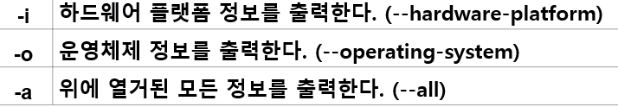 -i 하드웨어 플랫폼 정보를 출력한다. (--hardware-platform)
-o 운영체제 정보를 출력한다. (--operating-system)
-a 위에 열거된 모든 정보를 출력한다. (--all)